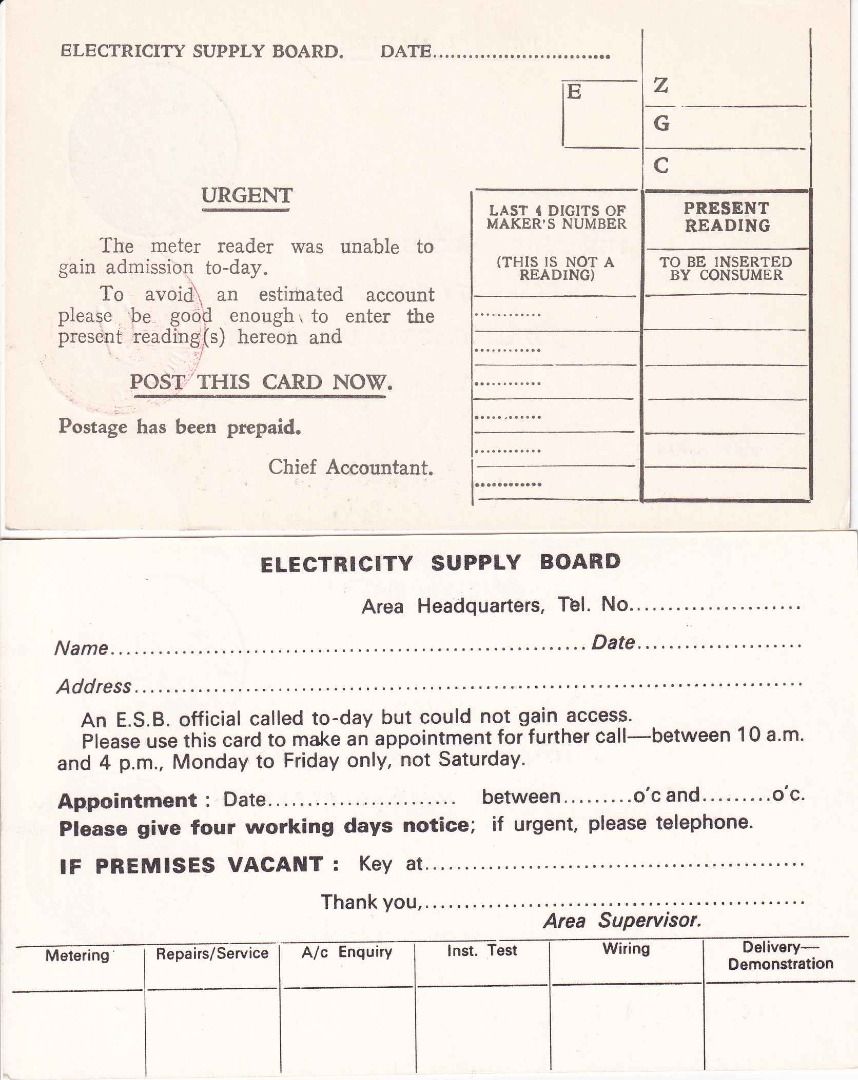 ELECTRICITY SUPPLY BOARD. DATE..............................
E
Z
G
C
URGENT
The meter reader was unable to
gain admission to-day.
To avoid an estimated account
please be good enough to enter the
present reading(s) hereon and
POST THIS CARD NOW.
Postage has been prepaid.
Chief Accountant.
LAST 4 DIGITS OF
MAKER'S NUMBER
(THIS IS NOT A
READING)
PRESENT
READING
TO BE INSERTED
BY CONSUMER
ELECTRICITY SUPPLY BOARD
Area Headquarters, Tel. No.......................
Name............................................................... Date......................
Address.....................................................................................
An E.S.B. official called to-day but could not gain access.
Please use this card to make an appointment for further call—between 10 a.m.
and 4 p.m., Monday to Friday only, not Saturday.
Appointment : Date......................... between.........o'c and.........o'c.
Please give four working days notice; if urgent, please telephone.
IF PREMISES VACANT : Key at..................................................
Thank you,..................................................
Area Supervisor.
Metering Repairs/Service A/c Enquiry Inst. Test Wiring Delivery—
Demonstration